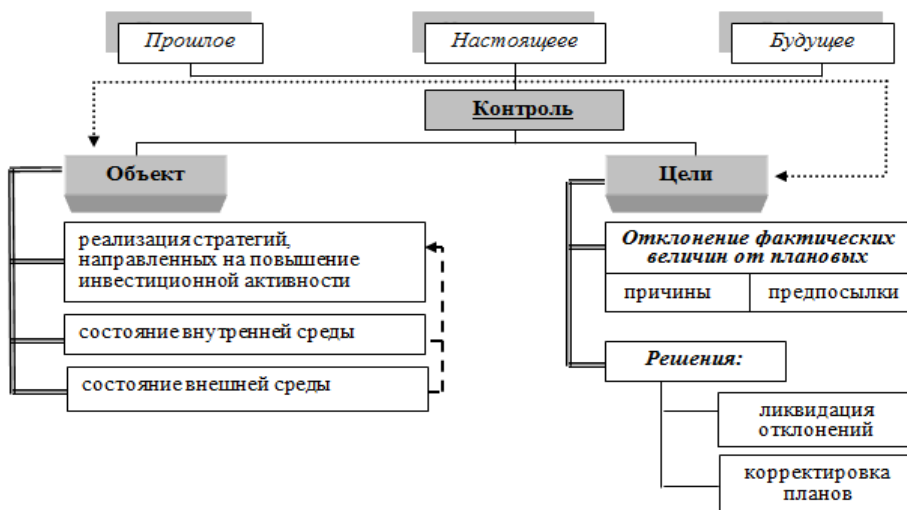 Прошлое
Настоящеее
Будущее
Контроль
Объект
Цели
реализация стратегий,
направленных на повышение
инвестиционной активности
состояние внутренней среды
состояние внешней среды
Отклонение фактических
величин от плановых
причины
предпосылки
Решения:
ликвидация
отклонений
корректировка
планов